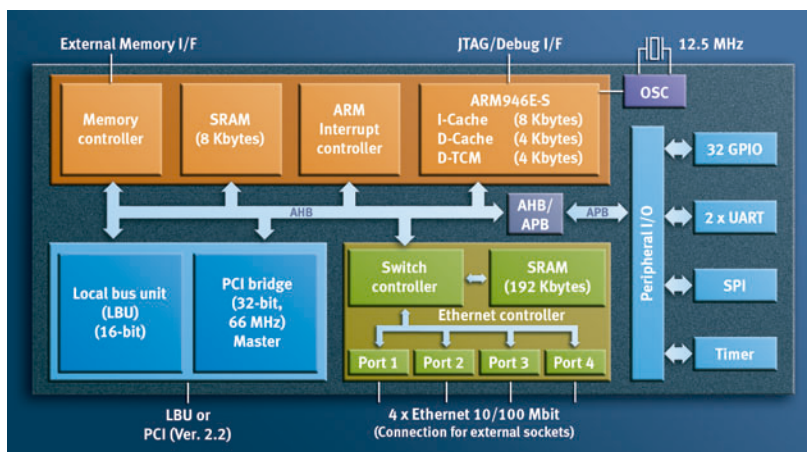 External Memory I/F
JTAG/Debug I/F
12.5 MHz
OSC
Memory
controller
SRAM
(8 Kbytes)
ARM
Interrupt
controller
ARM946E-S
I-Cache (8 Kbytes)
D-Cache (4 Kbytes)
D-TCM (4 Kbytes)
AHB
AHB/
APB
APB
Peripheral I/O
32 GPIO
2 x UART
SPI
Timer
Local bus unit
(LBU)
(16-bit)
PCI bridge
(32-bit,
66 MHz)
Master
Switch
controller
SRAM
(192 Kbytes)
Ethernet controller
Port 1
Port 2
Port 3
Port 4
LBU or
PCI (Ver. 2.2)
4 x Ethernet 10/100 Mbit
(Connection for external sockets)